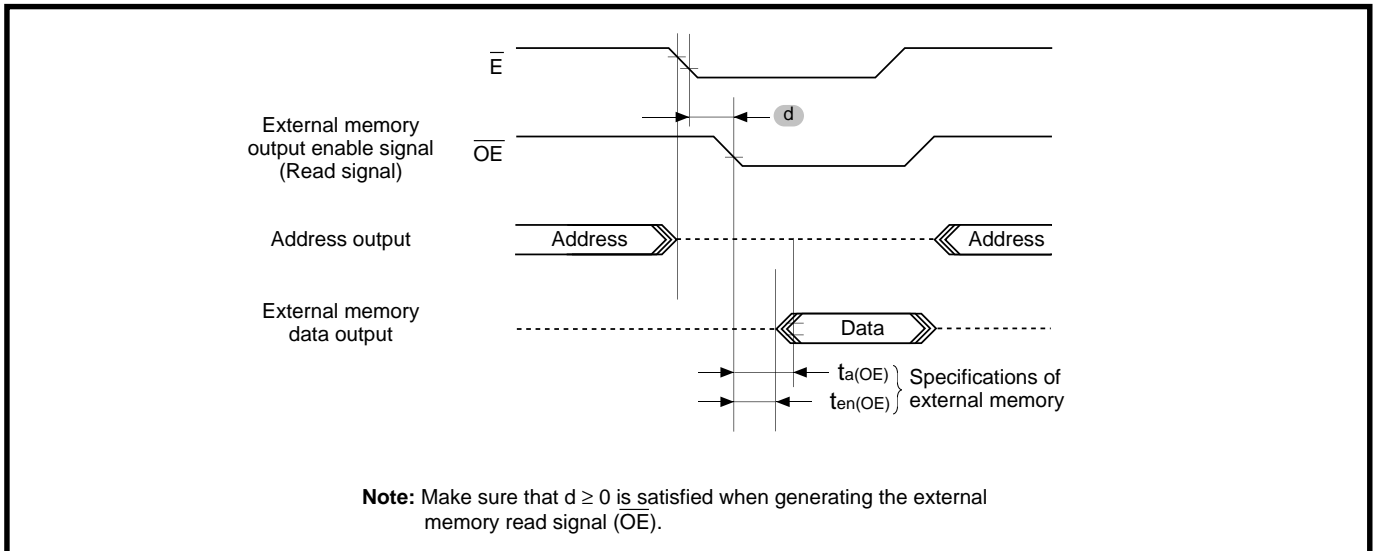 E̅
d
External memory
output enable signal
(Read signal)
O̅E̅
Address output
Address
Address
External memory
data output
Data
ta(OE)
ten(OE)
Specifications of
external memory
Note: Make sure that d ≥ 0 is satisfied when generating the external
memory read signal (O̅E̅).